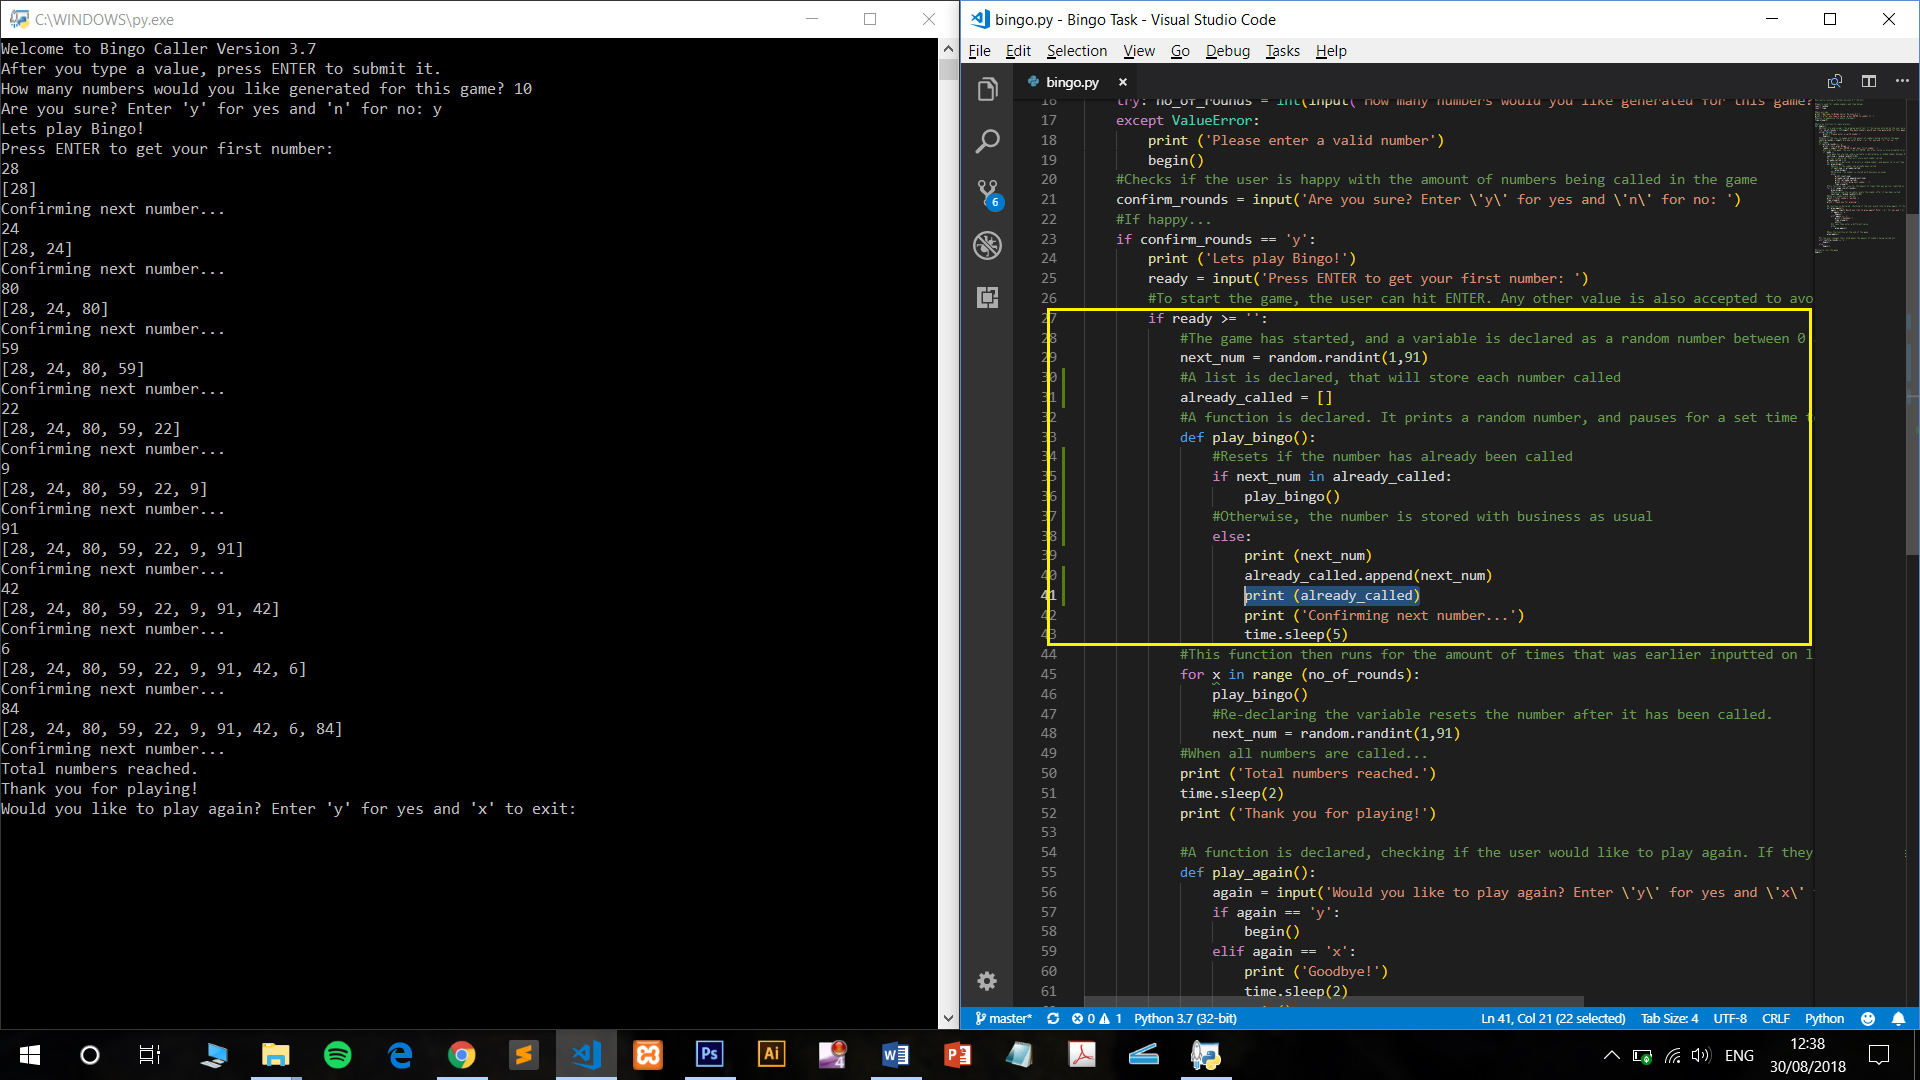 C:\WINDOWS\py.exe
Welcome to Bingo Caller Version 3.7
After you type a value, press ENTER to submit it.
How many numbers would you like generated for this game? 10
Are you sure? Enter 'y' for yes and 'n' for no: y
Lets play Bingo!
Press ENTER to get your first number:
28
[28]
Confirming next number...
24
[28, 24]
Confirming next number...
80
[28, 24, 80]
Confirming next number...
59
[28, 24, 80, 59]
Confirming next number...
22
[28, 24, 80, 59, 22]
Confirming next number...
9
[28, 24, 80, 59, 22, 9]
Confirming next number...
91
[28, 24, 80, 59, 22, 9, 91]
Confirming next number...
42
[28, 24, 80, 59, 22, 9, 91, 42]
Confirming next number...
6
[28, 24, 80, 59, 22, 9, 91, 42, 6]
Confirming next number...
84
[28, 24, 80, 59, 22, 9, 91, 42, 6, 84]
Confirming next number...
Total numbers reached.
Thank you for playing!
Would you like to play again? Enter 'y' for yes and 'x' to exit:
bingo.py - Bingo Task - Visual Studio Code
File Edit Selection View Go Debug Tasks Help
bingo.py
6
16 try: no_of_rounds = int(input('How many numbers would you like generated for this game?
17 except ValueError:
18 print ('Please enter a valid number')
19 begin()
20 #Checks if the user is happy with the amount of numbers being called in the game
21 confirm_rounds = input('Are you sure? Enter \'y\' for yes and \'n\' for no: ')
22 #If happy...
23 if confirm_rounds == 'y':
24 print ('Lets play Bingo!')
25 ready = input('Press ENTER to get your first number: ')
26 #To start the game, the user can hit ENTER. Any other value is also accepted to avo
27 if ready >= '':
28 #The game has started, and a variable is declared as a random number between 0
29 next_num = random.randint(1,91)
30 #A list is declared, that will store each number called
31 already_called = []
32 #A function is declared. It prints a random number, and pauses for a set time t
33 def play_bingo():
34 #Resets if the number has already been called
35 if next_num in already_called:
36 play_bingo()
37 #Otherwise, the number is stored with business as usual
38 else:
39 print (next_num)
40 already_called.append(next_num)
41 print (already_called)
42 print ('Confirming next number...')
43 time.sleep(5)
44 #This function then runs for the amount of times that was earlier inputted on l
45 for x in range (no_of_rounds):
46 play_bingo()
47 #Re-declaring the variable resets the number after it has been called.
48 next_num = random.randint(1,91)
49 #When all numbers are called...
50 print ('Total numbers reached.')
51 time.sleep(2)
52 print ('Thank you for playing!')
53
54 #A function is declared, checking if the user would like to play again. If they
55 def play_again():
56 again = input('Would you like to play again? Enter \'y\' for yes and \'x\'
57 if again == 'y':
58 begin()
59 elif again == 'x':
60 print ('Goodbye!')
61 time.sleep(2)
master* 0 1 Python 3.7 (32-bit) Ln 41, Col 21 (22 selected) Tab Size: 4 UTF-8 CRLF Python
Ps Ai 4 ENG
12:38
30/08/2018